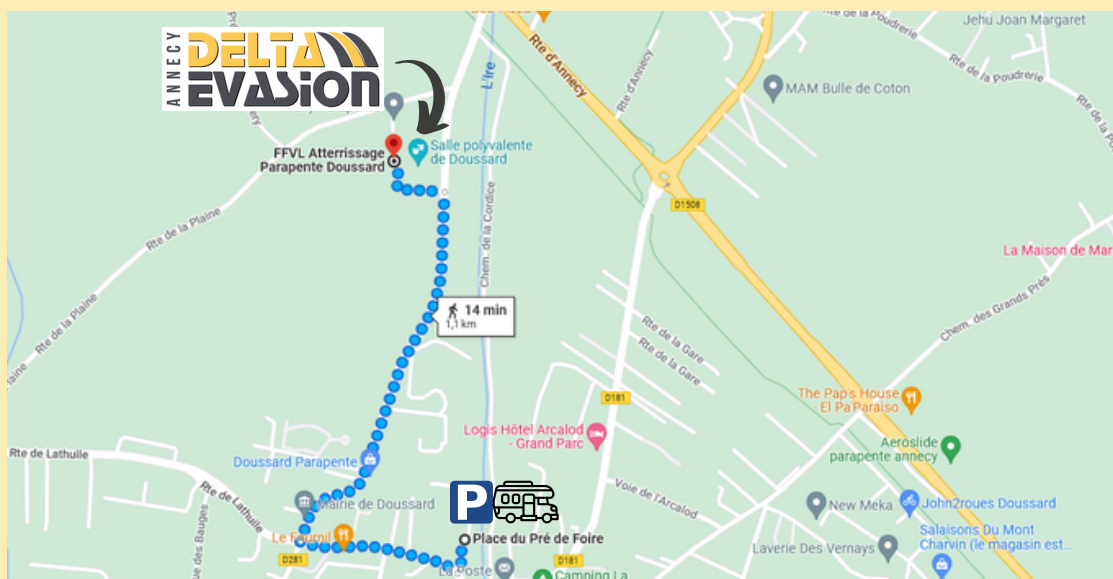 Jehu Joan Margaret
Rte de la Poudrerie
Rte de la Poudrerie
ANNECY
DELTA
EVASION
L'Ire
Rte d'Annecy
Rte d'Annecy
MAM Bulle de Coton
FFVL Atterrissage
Parapente Doussard
Salle polyvalente
de Doussard
Chem. de la Cordice
D1508
Rte de la Plaine
Rte de la Plaine
La Maison de Mar
Chem. des Grands Près
14 min
1,1 km
Rte de la Gare
Rte de la Gare
The Pap's House
- El Pa Paraiso
D181
Logis Hôtel Arcalod
- Grand Parc
Aeroslide
parapente annecy
Rte de Lathuile
Doussard Parapente
Rte de Lathuile
Mairie de Doussard
P
Voie de l'Arcalod
New Meka
John2roues Doussard
Le Fournil
Place du Pré de Foire
Salaisons Du Mont
Charvin (le magasin est...
Laverie Des Vernays
D281
D181
La Poste
Camping La